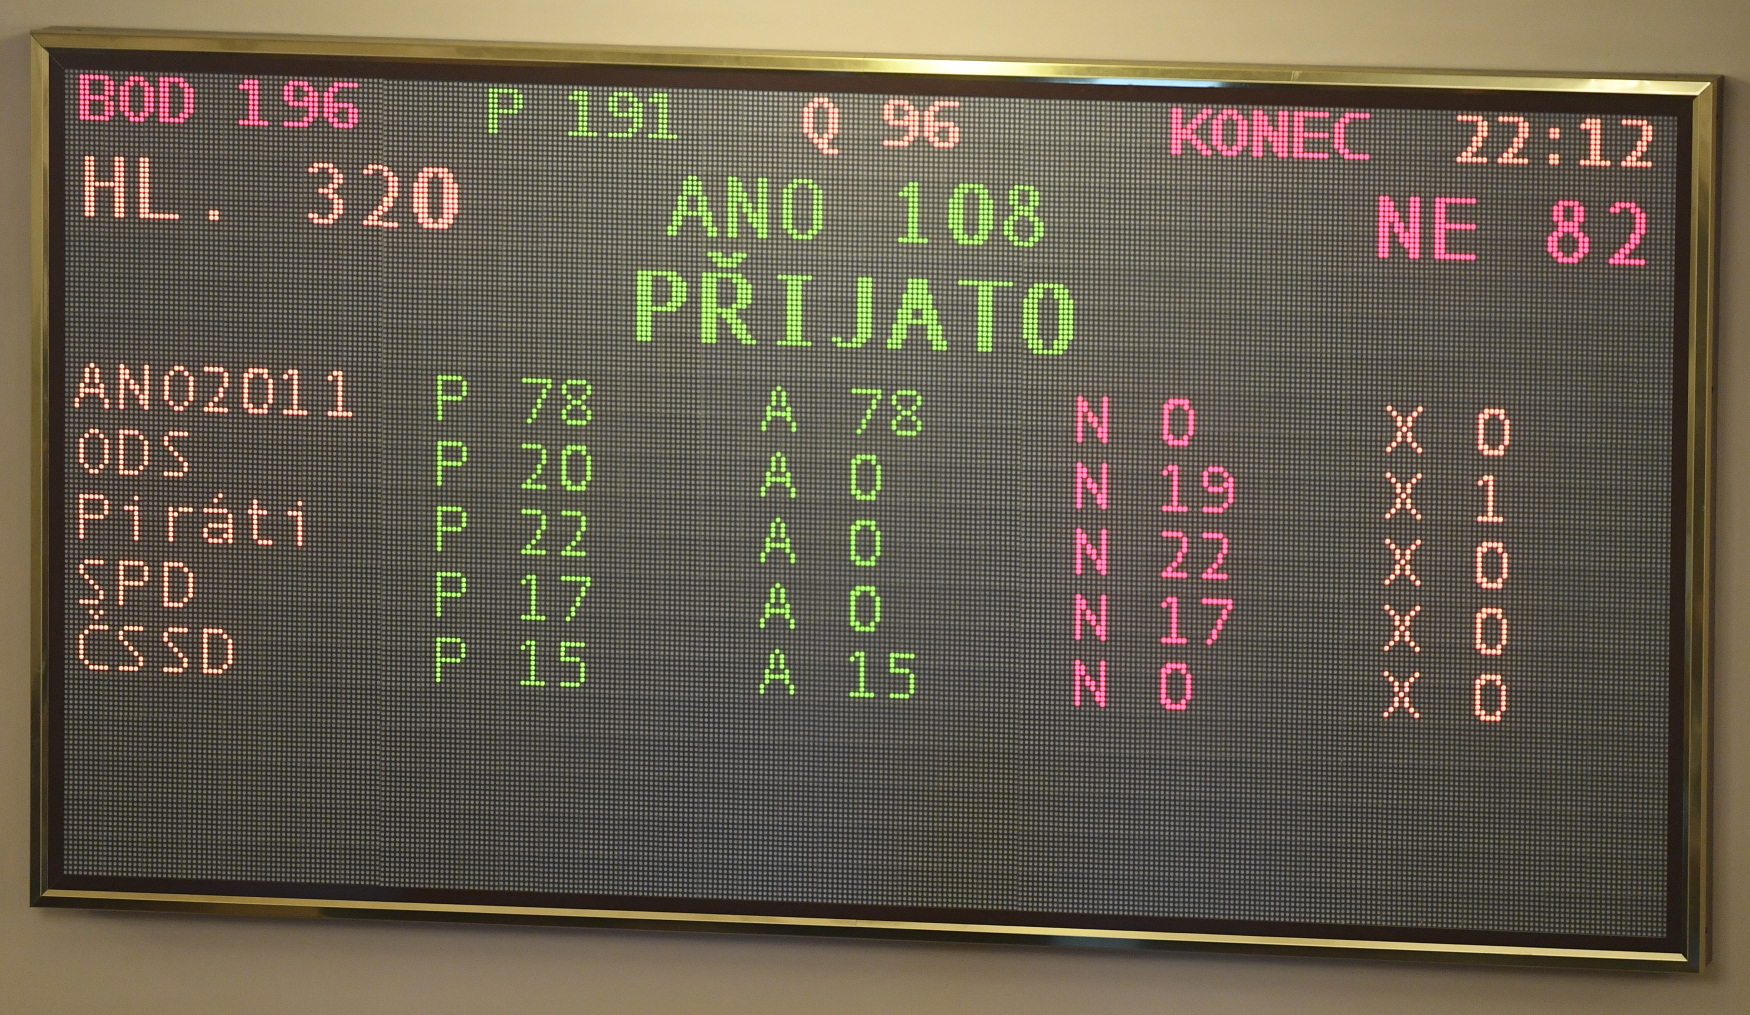 BOD 196 P 191 Q 96 KONEC 22:12
HL. 320 ANO 108 NE 82
PŘIJATO
ANO2011 P 78 A 78 N 0 X 0
ODS P 20 A 0 N 19 X 1
Piráti P 22 A 0 N 22 X 0
SPD P 17 A 0 N 17 X 0
ČSSD P 15 A 15 N 0 X 0